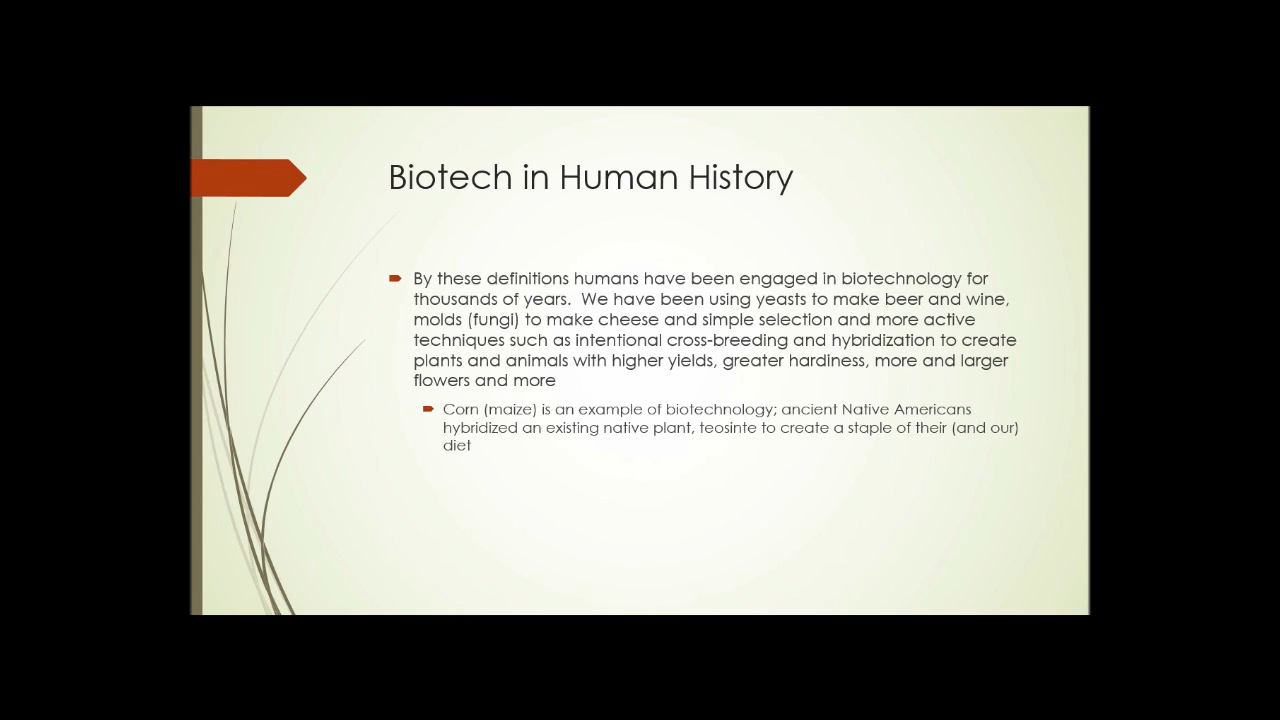 Biotech in Human History
By these definitions humans have been engaged in biotechnology for
thousands of years.  We have been using yeasts to make beer and wine,
molds (fungi) to make cheese and simple selection and more active
techniques such as intentional cross-breeding and hybridization to create
plants and animals with higher yields, greater hardiness, more and larger
flowers and more
Corn (maize) is an example of biotechnology; ancient Native Americans
hybridized an existing native plant, teosinte to create a staple of their (and our)
diet